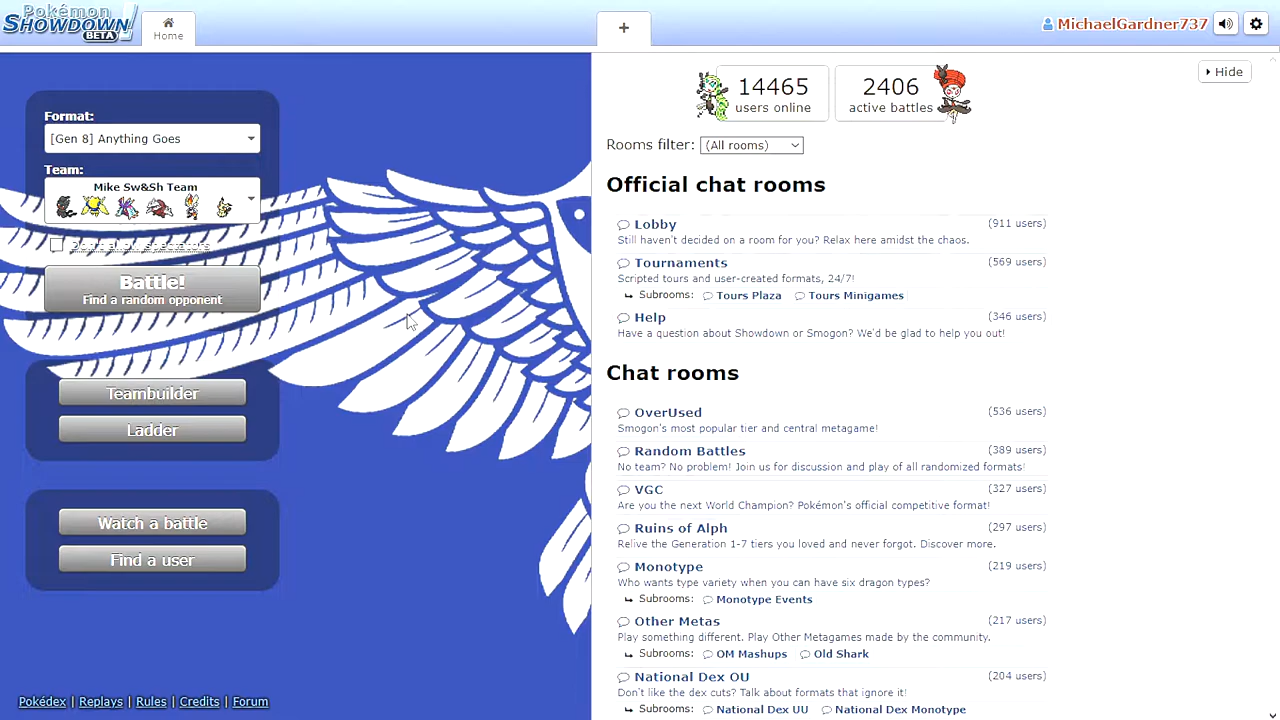 Pokémon
SHOWDOWN
BETA
Home
+
MichaelGardner737
Format:
[Gen 8] Anything Goes
Team:
Mike Sw&Sh Team
Battle!
Find a random opponent
Teambuilder
Ladder
Watch a battle
Find a user
Pokédex | Replays | Rules | Credits | Forum
14465
users online
2406
active battles
Hide
Rooms filter: (All rooms)
Official chat rooms
Lobby (911 users)
Still haven't decided on a room for you? Relax here amidst the chaos.
Tournaments (569 users)
Scripted tours and user-created formats, 24/7!
Subrooms: Tours Plaza Tours Minigames
Help (346 users)
Have a question about Showdown or Smogon? We'd be glad to help you out!
Chat rooms
OverUsed (536 users)
Smogon's most popular tier and central metagame!
Random Battles (389 users)
No team? No problem! Join us for discussion and play of all randomized formats!
VGC (327 users)
Are you the next World Champion? Pokémon's official competitive format!
Ruins of Alph (297 users)
Relive the Generation 1-7 tiers you loved and never forgot. Discover more.
Monotype (219 users)
Who wants type variety when you can have six dragon types?
Subrooms: Monotype Events
Other Metas (217 users)
Play something different. Play Other Metagames made by the community.
Subrooms: OM Mashups Old Shark
National Dex OU (204 users)
Don't like the dex cuts? Talk about formats that ignore it!
Subrooms: National Dex UU National Dex Monotype